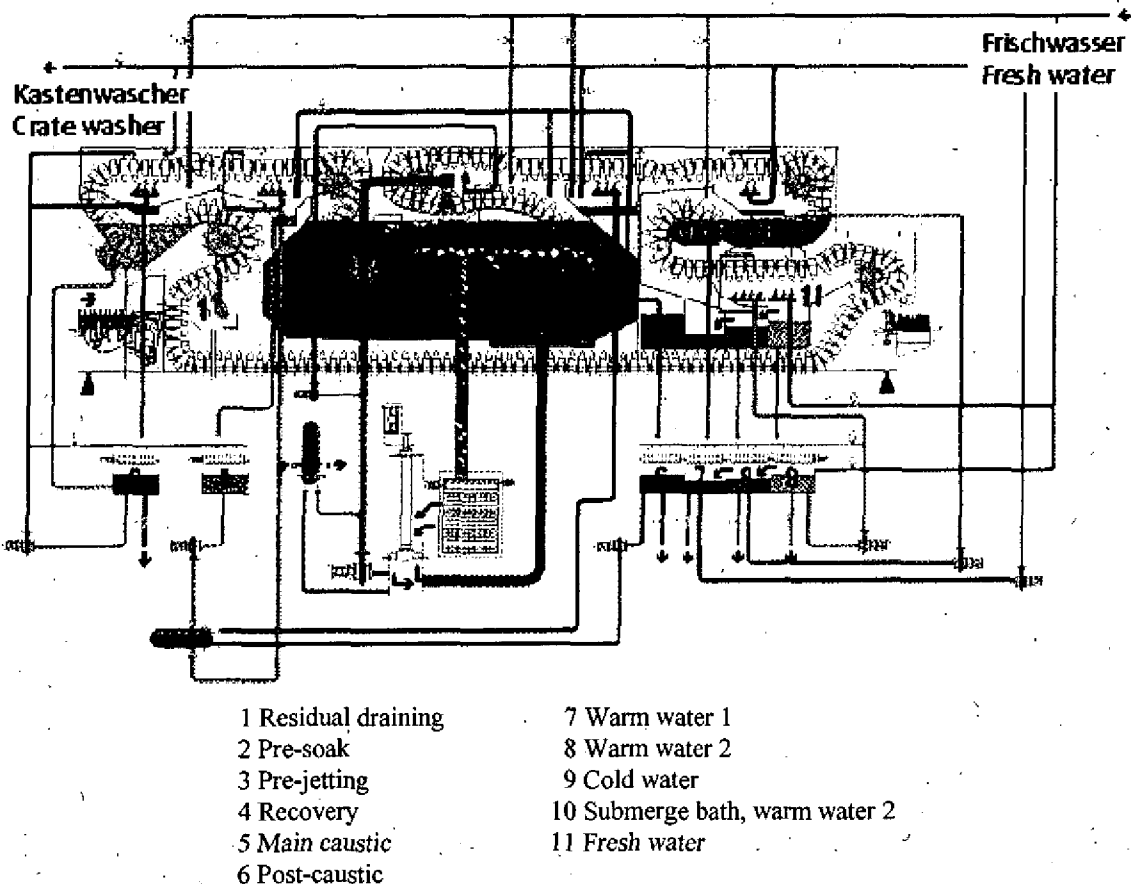 Frischwasser
Fresh water
Kastenwascher
Crate washer
1 Residual draining
2 Pre-soak
3 Pre-jetting
4 Recovery
5 Main caustic
6 Post-caustic
7 Warm water 1
8 Warm water 2
9 Cold water
10 Submerge bath, warm water 2
11 Fresh water